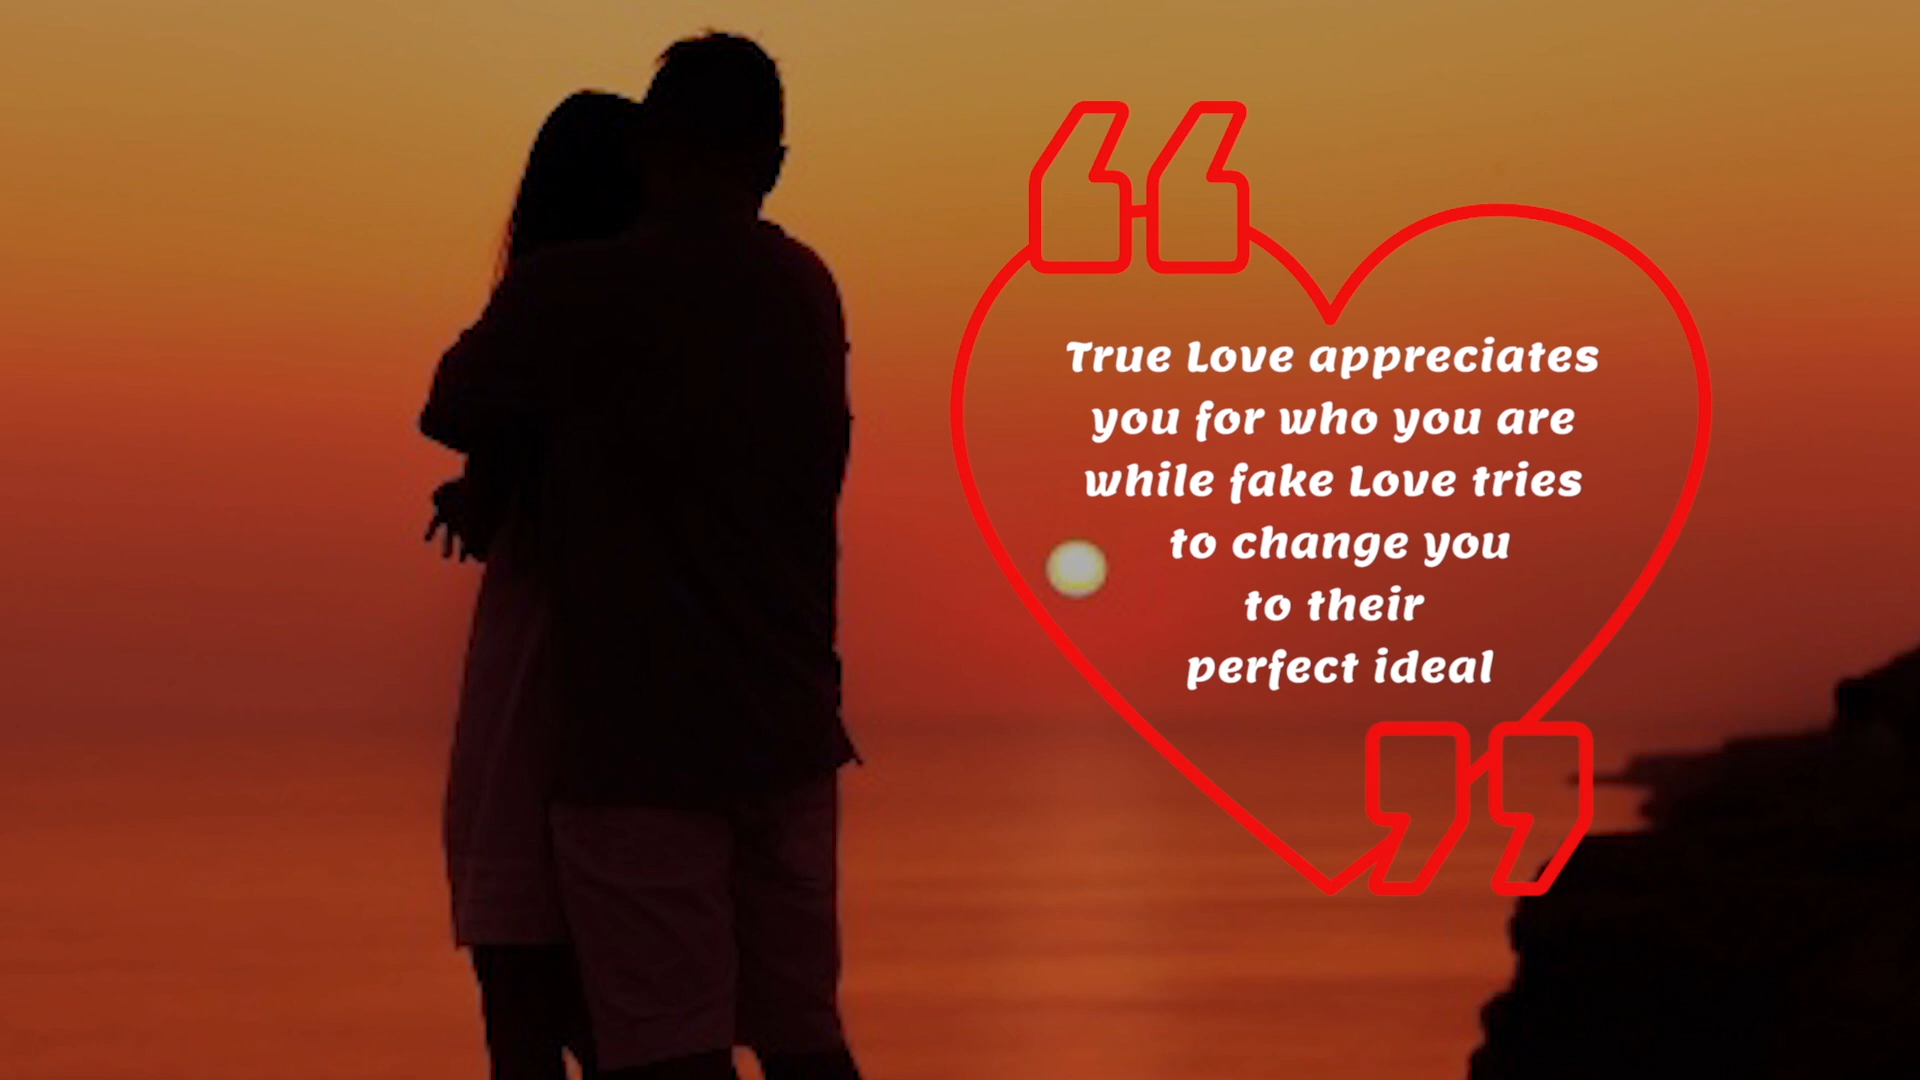 True Love appreciates
you for who you are
while fake Love tries
to change you
to their
perfect ideal